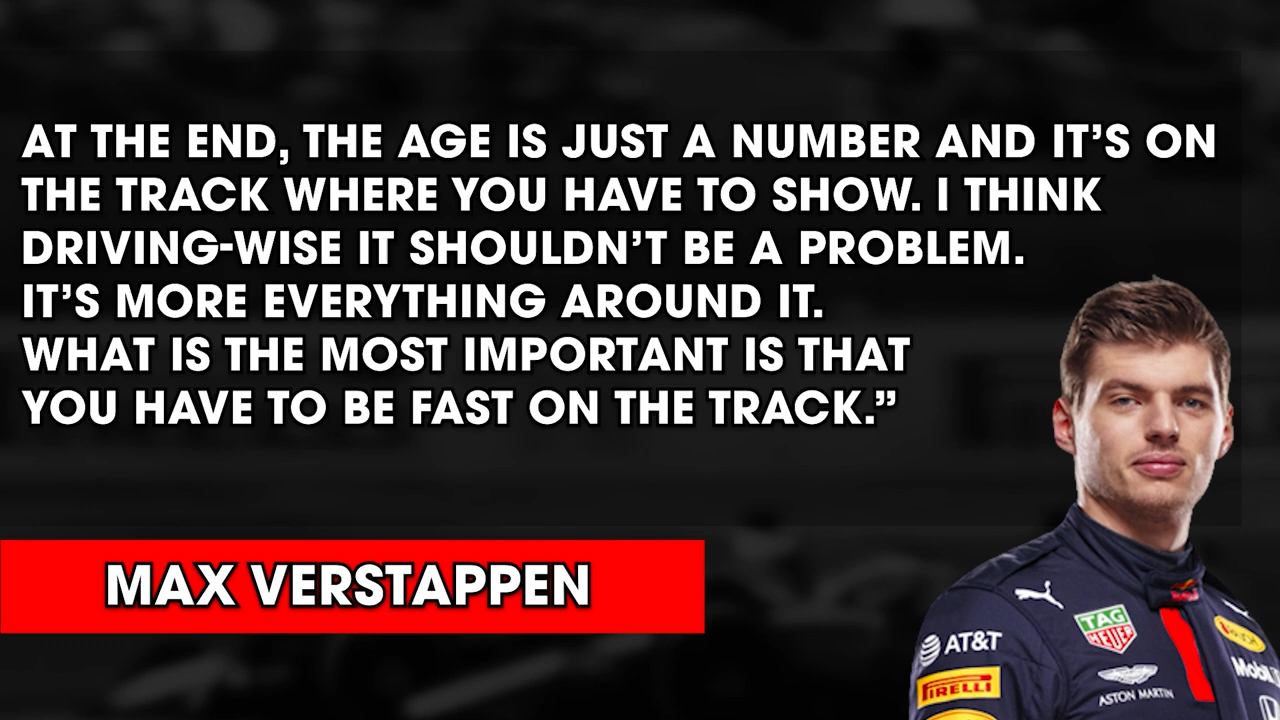 AT THE END, THE AGE IS JUST A NUMBER AND IT’S ON
THE TRACK WHERE YOU HAVE TO SHOW. I THINK
DRIVING-WISE IT SHOULDN’T BE A PROBLEM.
IT’S MORE EVERYTHING AROUND IT.
WHAT IS THE MOST IMPORTANT IS THAT
YOU HAVE TO BE FAST ON THE TRACK.”
MAX VERSTAPPEN
TAG
HEUER
AT&T
PIRELLI
ASTON MARTIN
Mobil